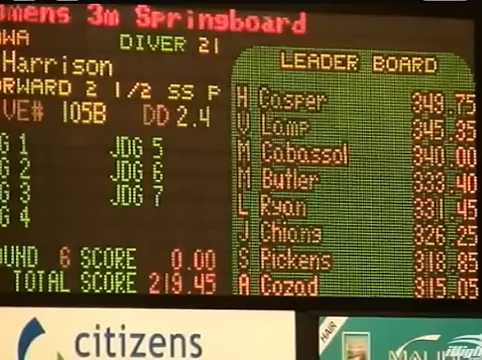 omens 3m Springboard
OWA DIVER 21
Harrison
ORWARD 2 1/2 SS P
VE# 105B DD 2.4
G 1 JDG 5
G 2 JDG 6
G 3 JDG 7
G 4
OUND 6 SCORE 0.00
TOTAL SCORE 219.45
LEADER BOARD
H Casper 349.75
V Lamp 345.35
M Cabassol 340.00
M Butler 333.40
L Ryan 331.45
J Chiang 326.25
S Pickens 318.85
A Cozad 315.05
citizens
HAIR